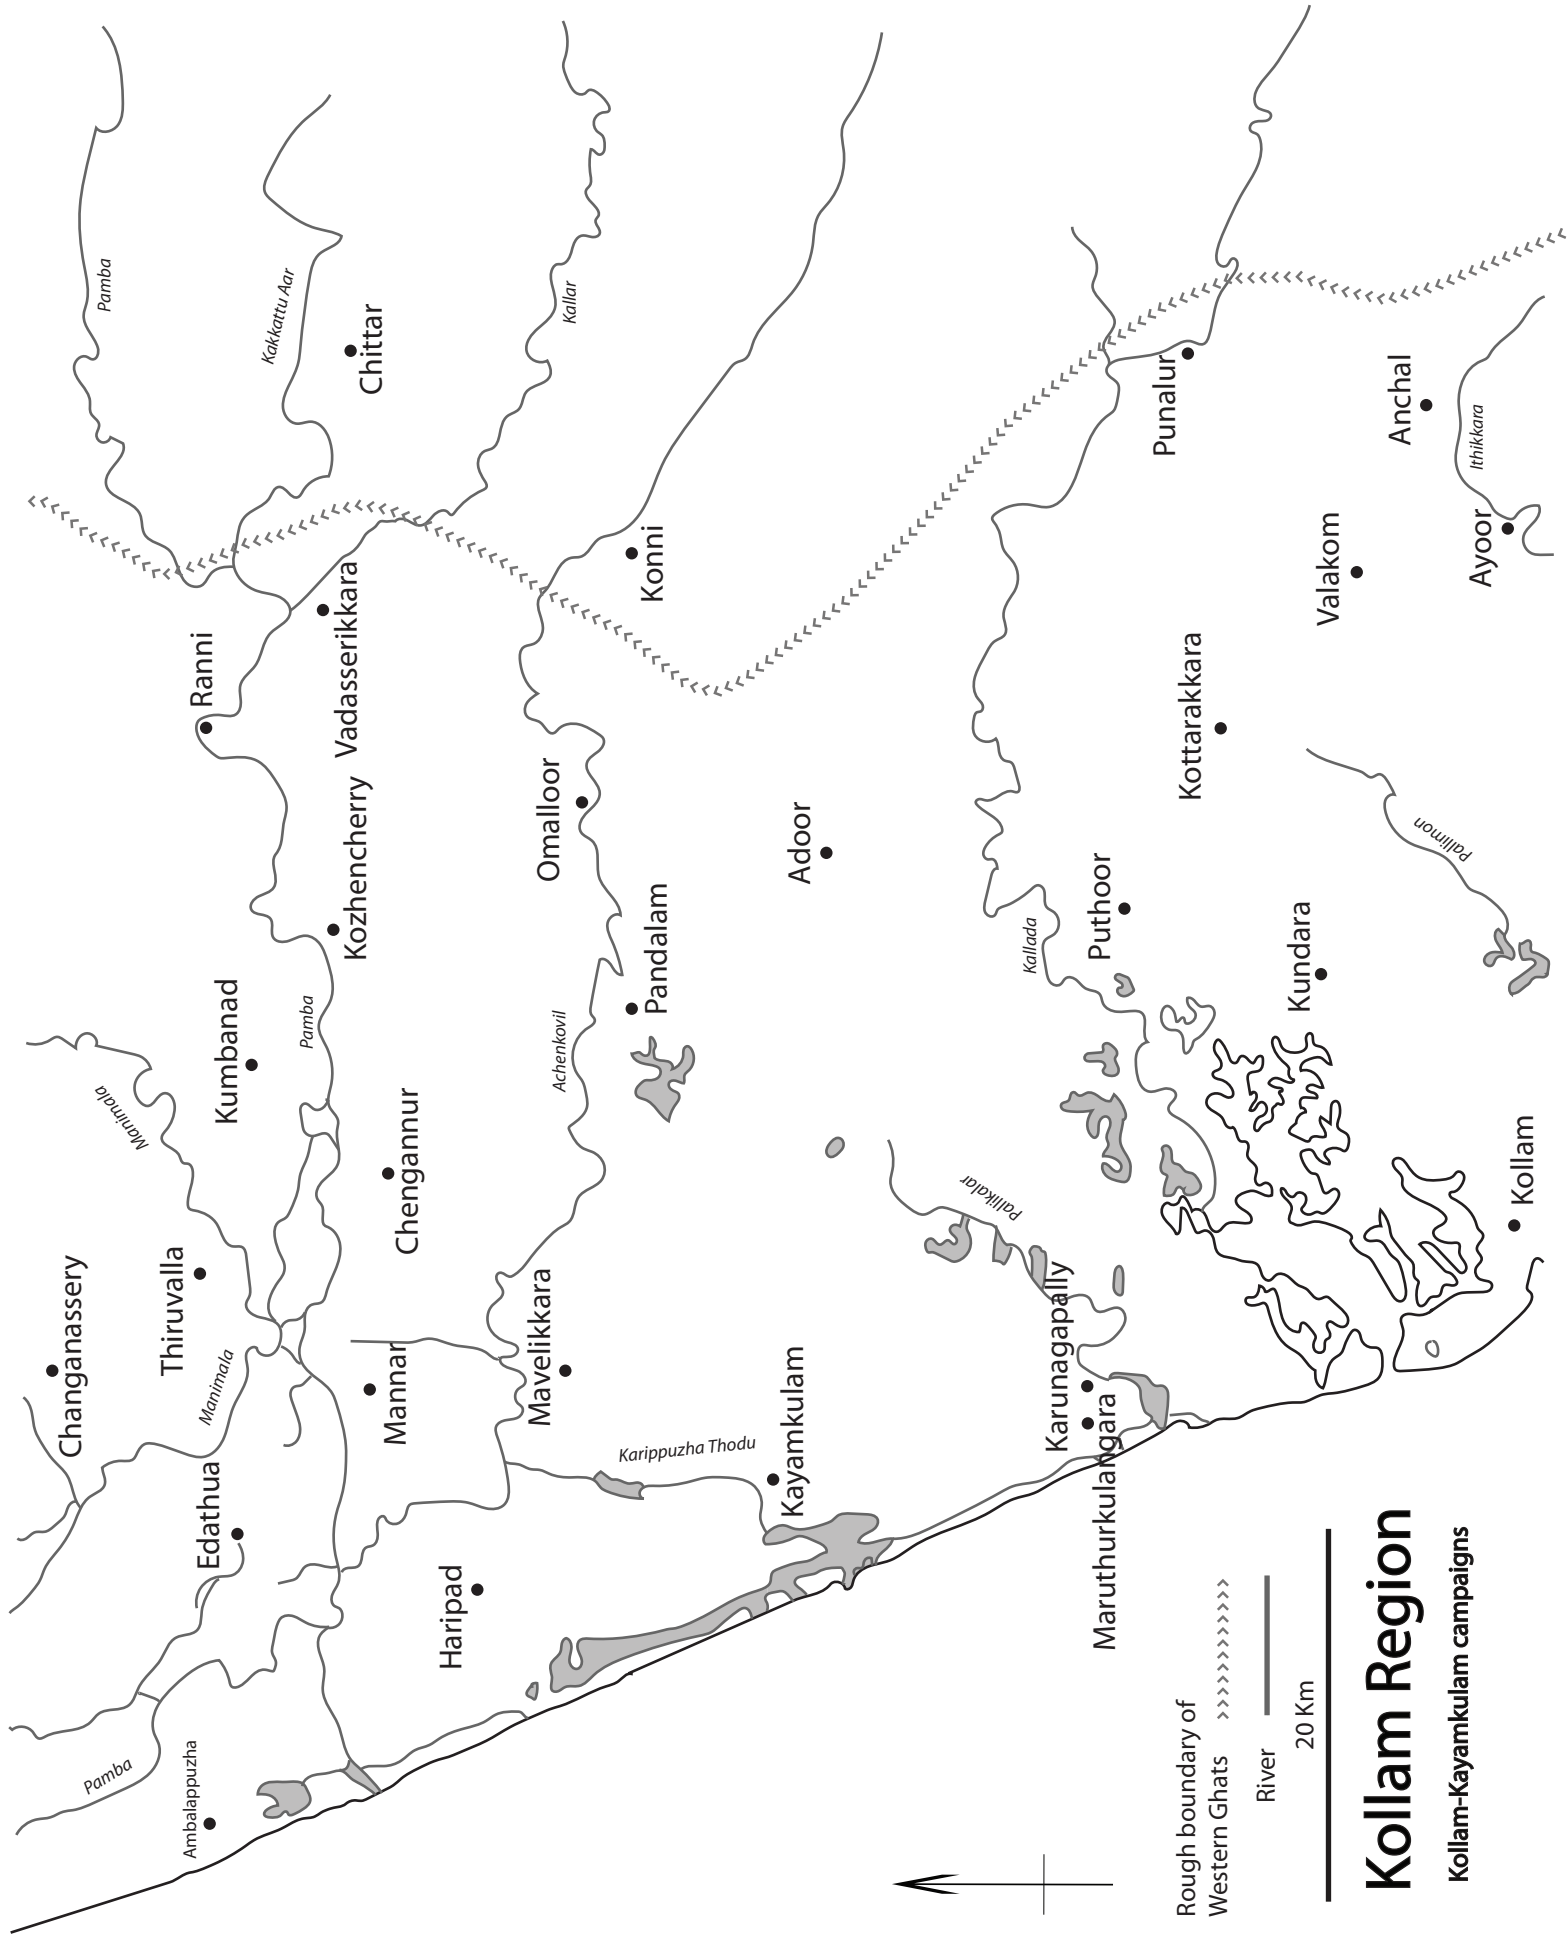 Pamba
Kakkattu Aar
Chittar
Kallar
Ranni
Vadasserikkara
Konni
Kozhencherry
Omalloor
Kumbanad
Pamba
Manimala
Pandalam
Achenkovil
Adoor
Changanassery
Thiruvalla
Manimala
Chengannur
Mannar
Mavelikkara
Edathua
Haripad
Karippuzha Thodu
Kayamkulam
Pamba
Ambalappuzha
Punalur
Anchal
Ithikkara
Ayoor
Valakom
Kottarakkara
Pallimon
Puthoor
Kallada
Kundara
Pallikalar
Karunagapally
Maruthurkulangara
Kollam
Rough boundary of
Western Ghats
River
20 Km
Kollam Region
Kollam-Kayamkulam campaigns